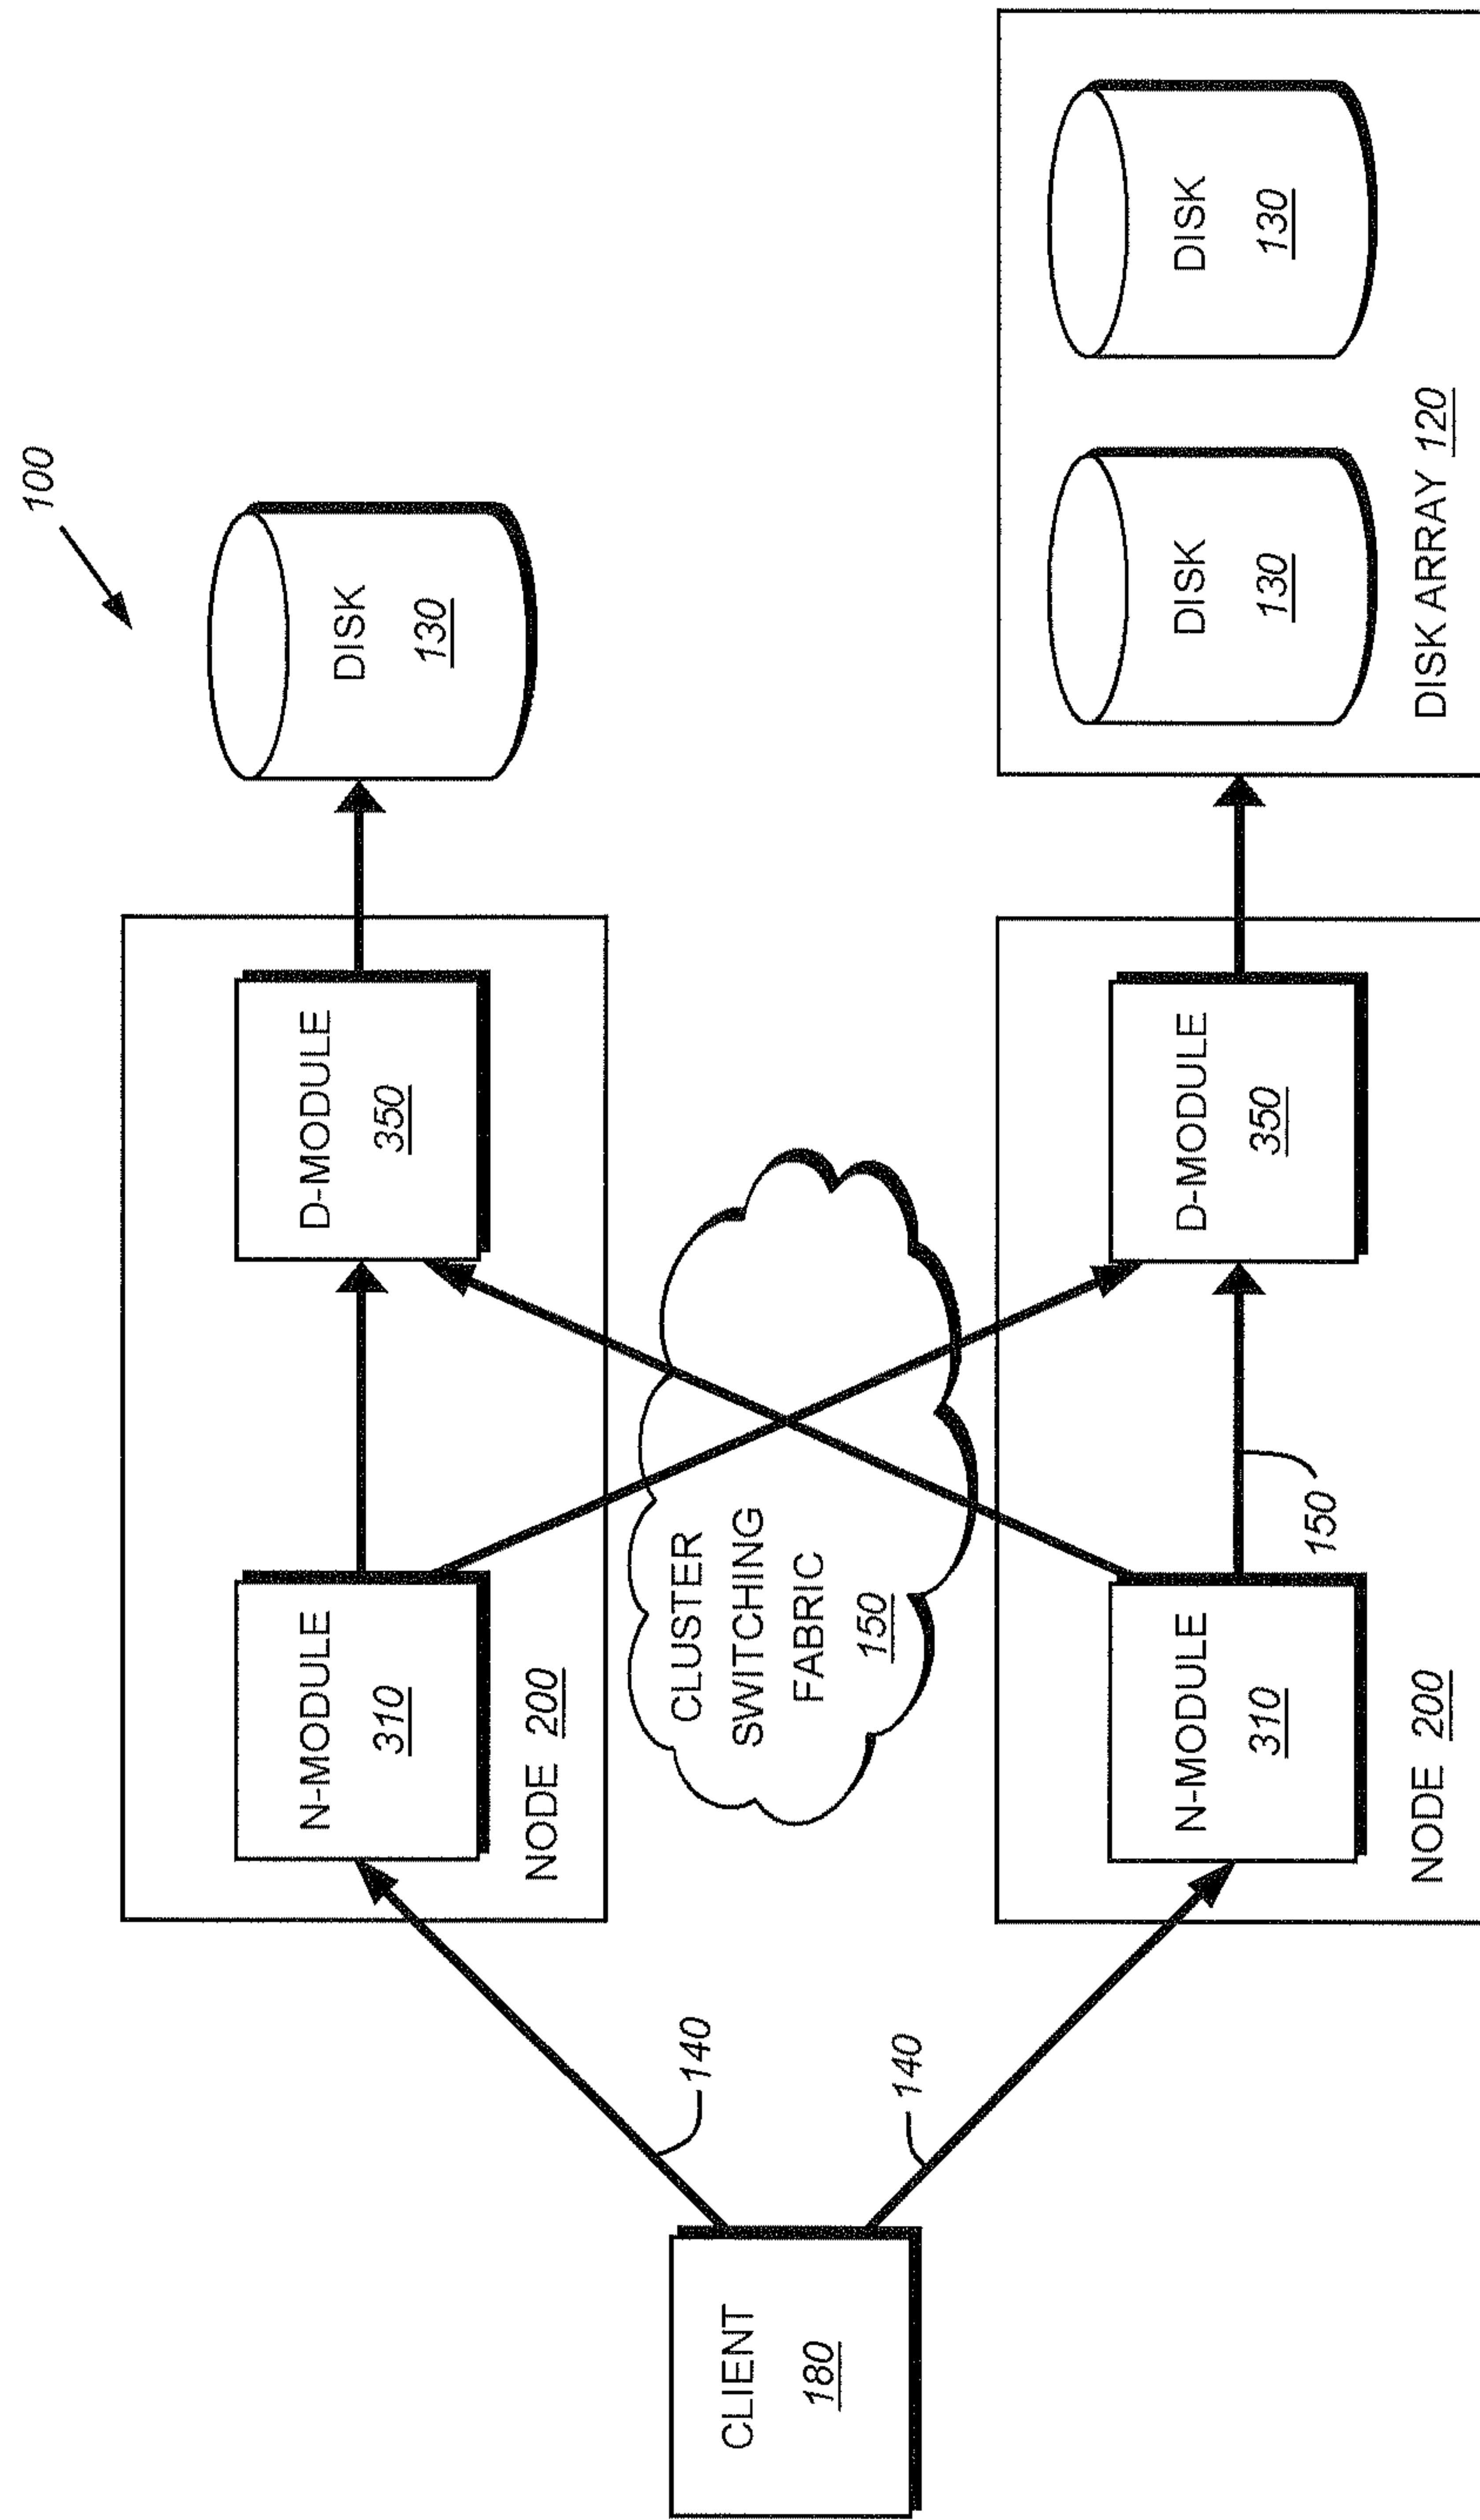 100
N-MODULE
310
D-MODULE
350
DISK
130
NODE 200
140
CLIENT
180
CLUSTER
SWITCHING
FABRIC
150
140
N-MODULE
310
D-MODULE
350
DISK
130
DISK
130
150
NODE 200
DISK ARRAY 120